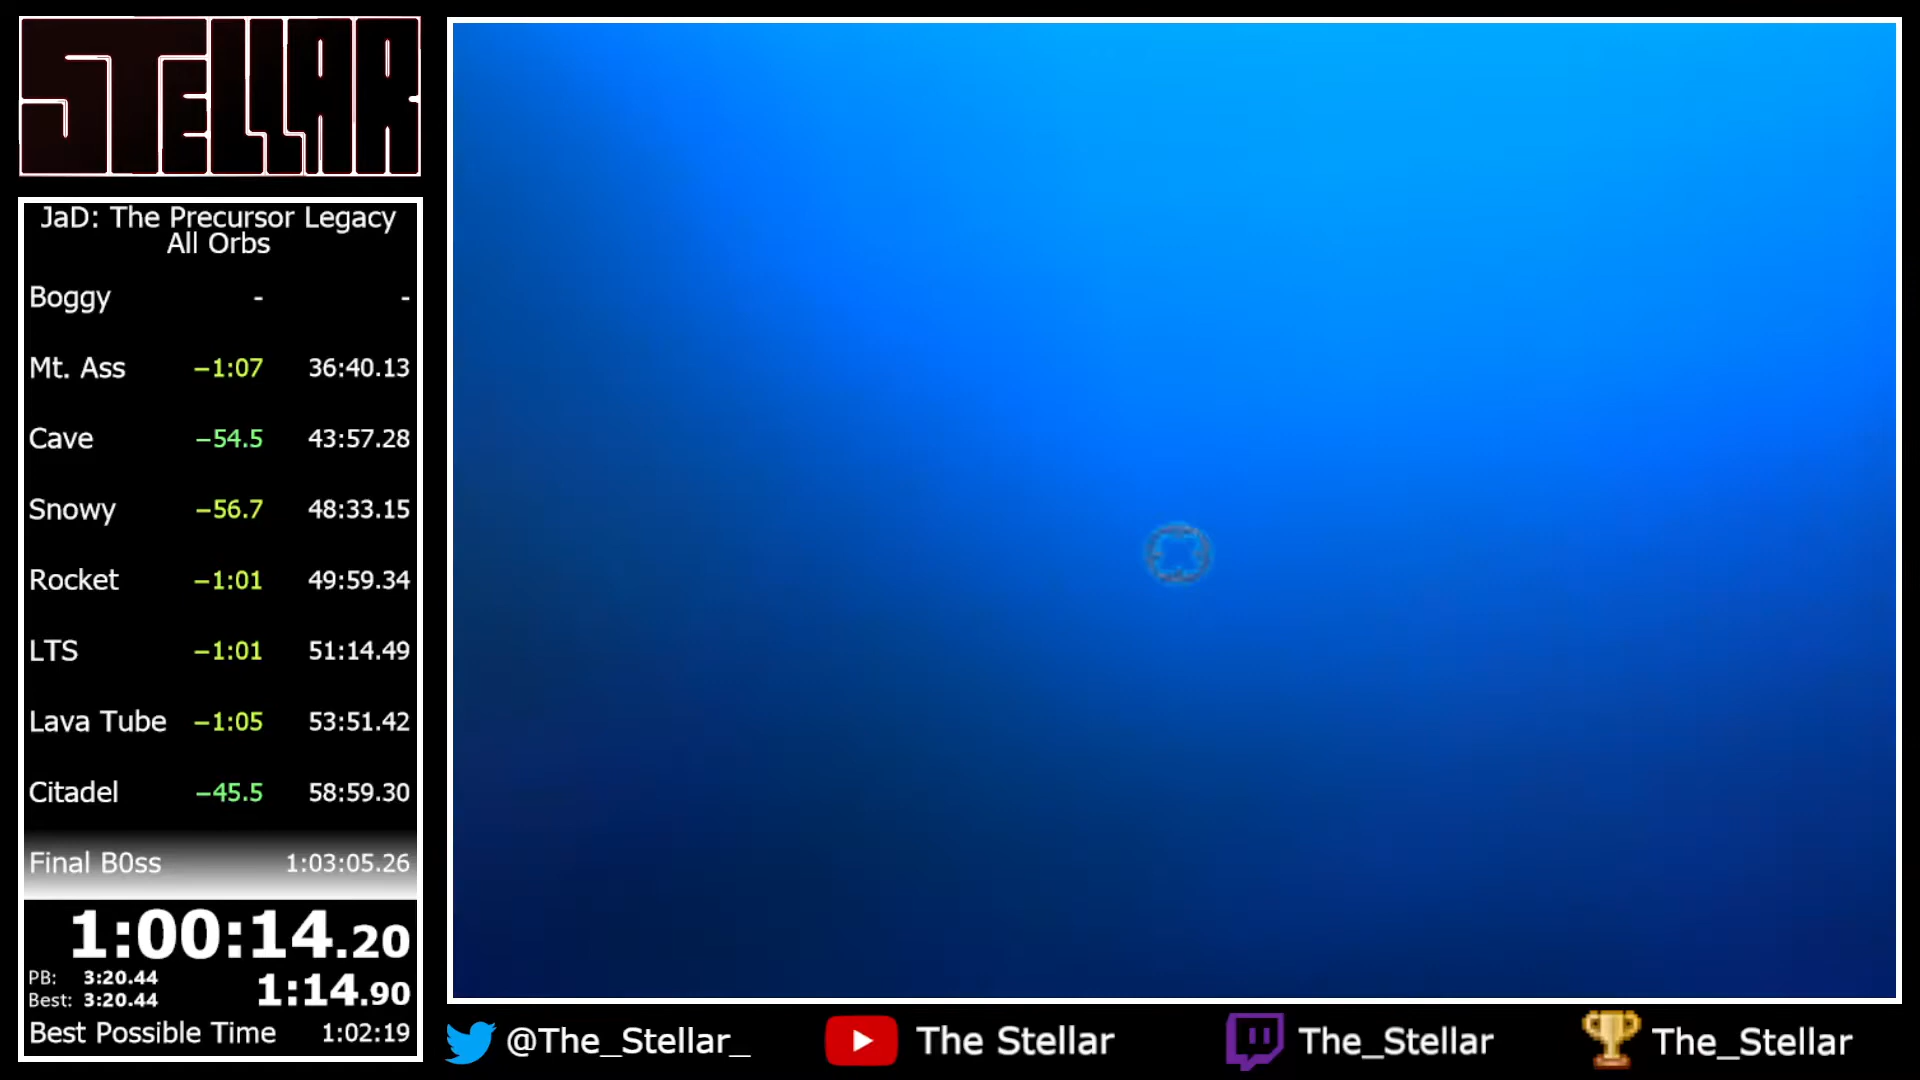 STELLAR
JaD: The Precursor Legacy
All Orbs
Boggy - -
Mt. Ass −1:07 36:40.13
Cave −54.5 43:57.28
Snowy −56.7 48:33.15
Rocket −1:01 49:59.34
LTS −1:01 51:14.49
Lava Tube −1:05 53:51.42
Citadel −45.5 58:59.30
Final B0ss 1:03:05.26
1:00:14.20
PB: 3:20.44
Best: 3:20.44
1:14.90
Best Possible Time 1:02:19
@The_Stellar_ The Stellar The_Stellar The_Stellar